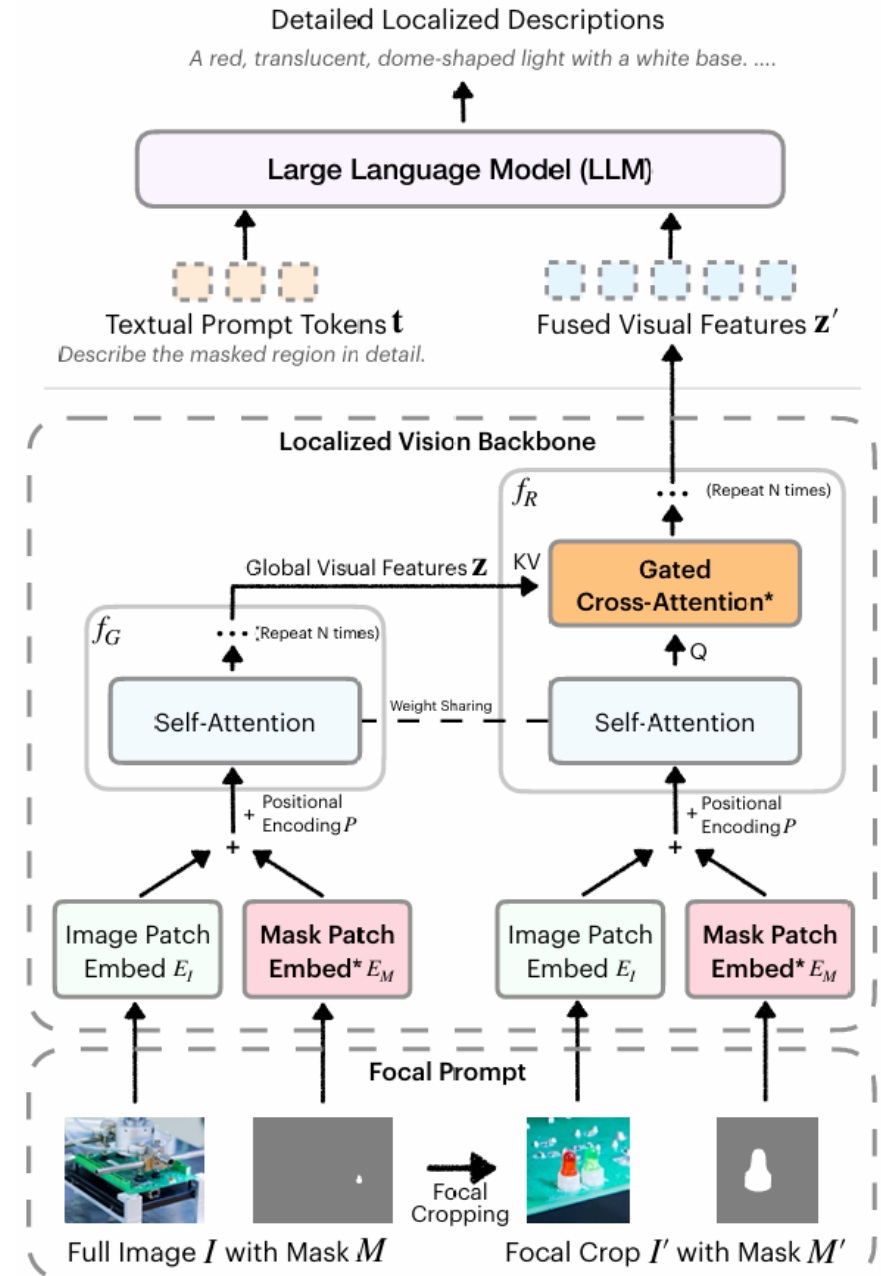 Detailed Localized Descriptions
A red, translucent, dome-shaped light with a white base. ....
Large Language Model (LLM)
Textual Prompt Tokens t
Describe the masked region in detail.
Fused Visual Features z′
Localized Vision Backbone
f_R
(Repeat N times)
Global Visual Features z
KV
Gated
Cross-Attention*
f_G
(Repeat N times)
Q
Self-Attention
Weight Sharing
Self-Attention
+ Positional
Encoding P
+
+ Positional
Encoding P
+
Image Patch
Embed E_I
Mask Patch
Embed* E_M
Image Patch
Embed E_I
Mask Patch
Embed* E_M
Focal Prompt
Focal
Cropping
Full Image I with Mask M
Focal Crop I′ with Mask M′